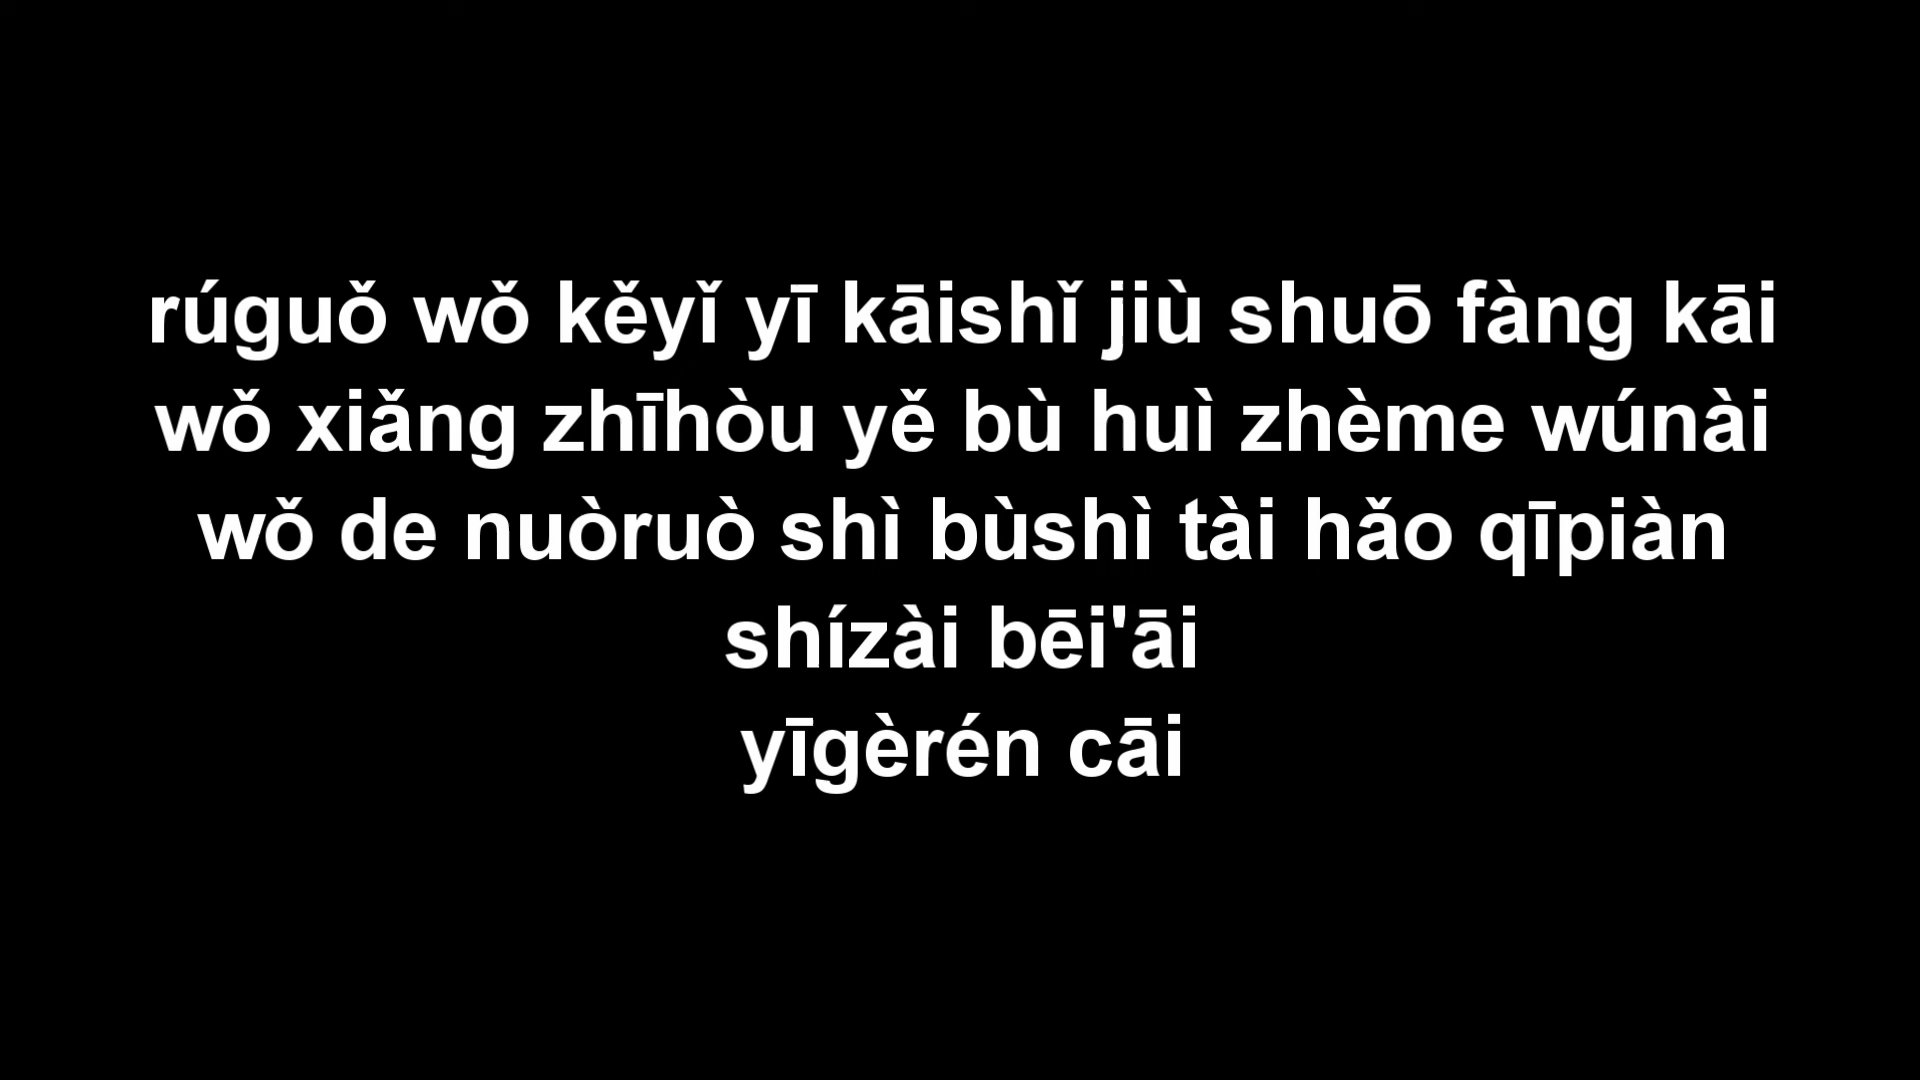 rúguǒ wǒ kěyǐ yī kāishǐ jiù shuō fàng kāi
wǒ xiǎng zhīhòu yě bù huì zhème wúnài
wǒ de nuòruò shì bùshì tài hǎo qīpiàn
shízài bēi'āi
yīgèrén cāi